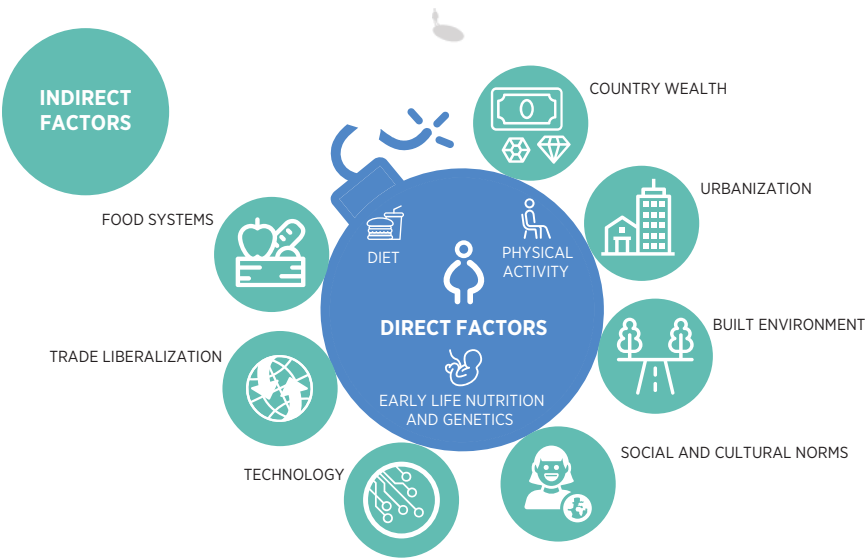 INDIRECT
FACTORS
COUNTRY WEALTH
URBANIZATION
FOOD SYSTEMS
DIET
PHYSICAL
ACTIVITY
DIRECT FACTORS
BUILT ENVIRONMENT
TRADE LIBERALIZATION
EARLY LIFE NUTRITION
AND GENETICS
SOCIAL AND CULTURAL NORMS
TECHNOLOGY